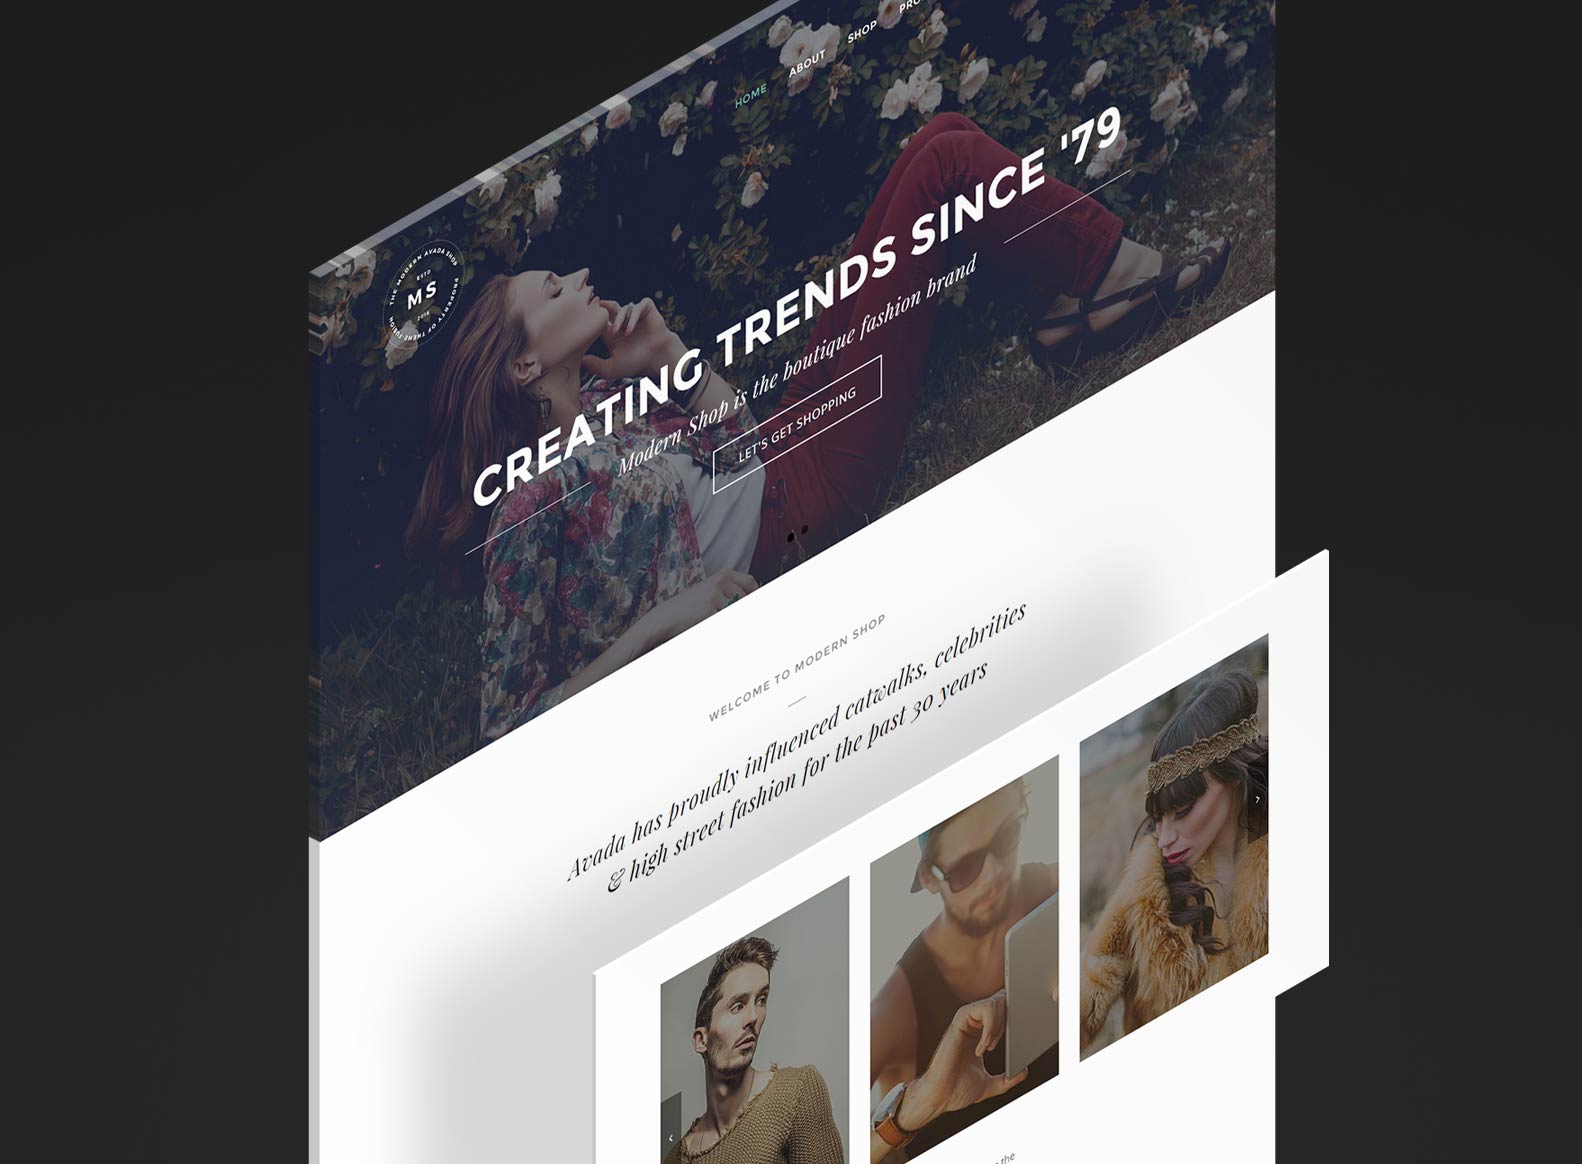 HOME ABOUT SHOP
THE MODERN AVADA SHOP
ESTD
MS
2016
PROPERTY OF THEME FUSION
CREATING TRENDS SINCE '79
Modern Shop is the boutique fashion brand
LET'S GET SHOPPING
WELCOME TO MODERN SHOP
Avada has proudly influenced catwalks, celebrities
& high street fashion for the past 30 years
the